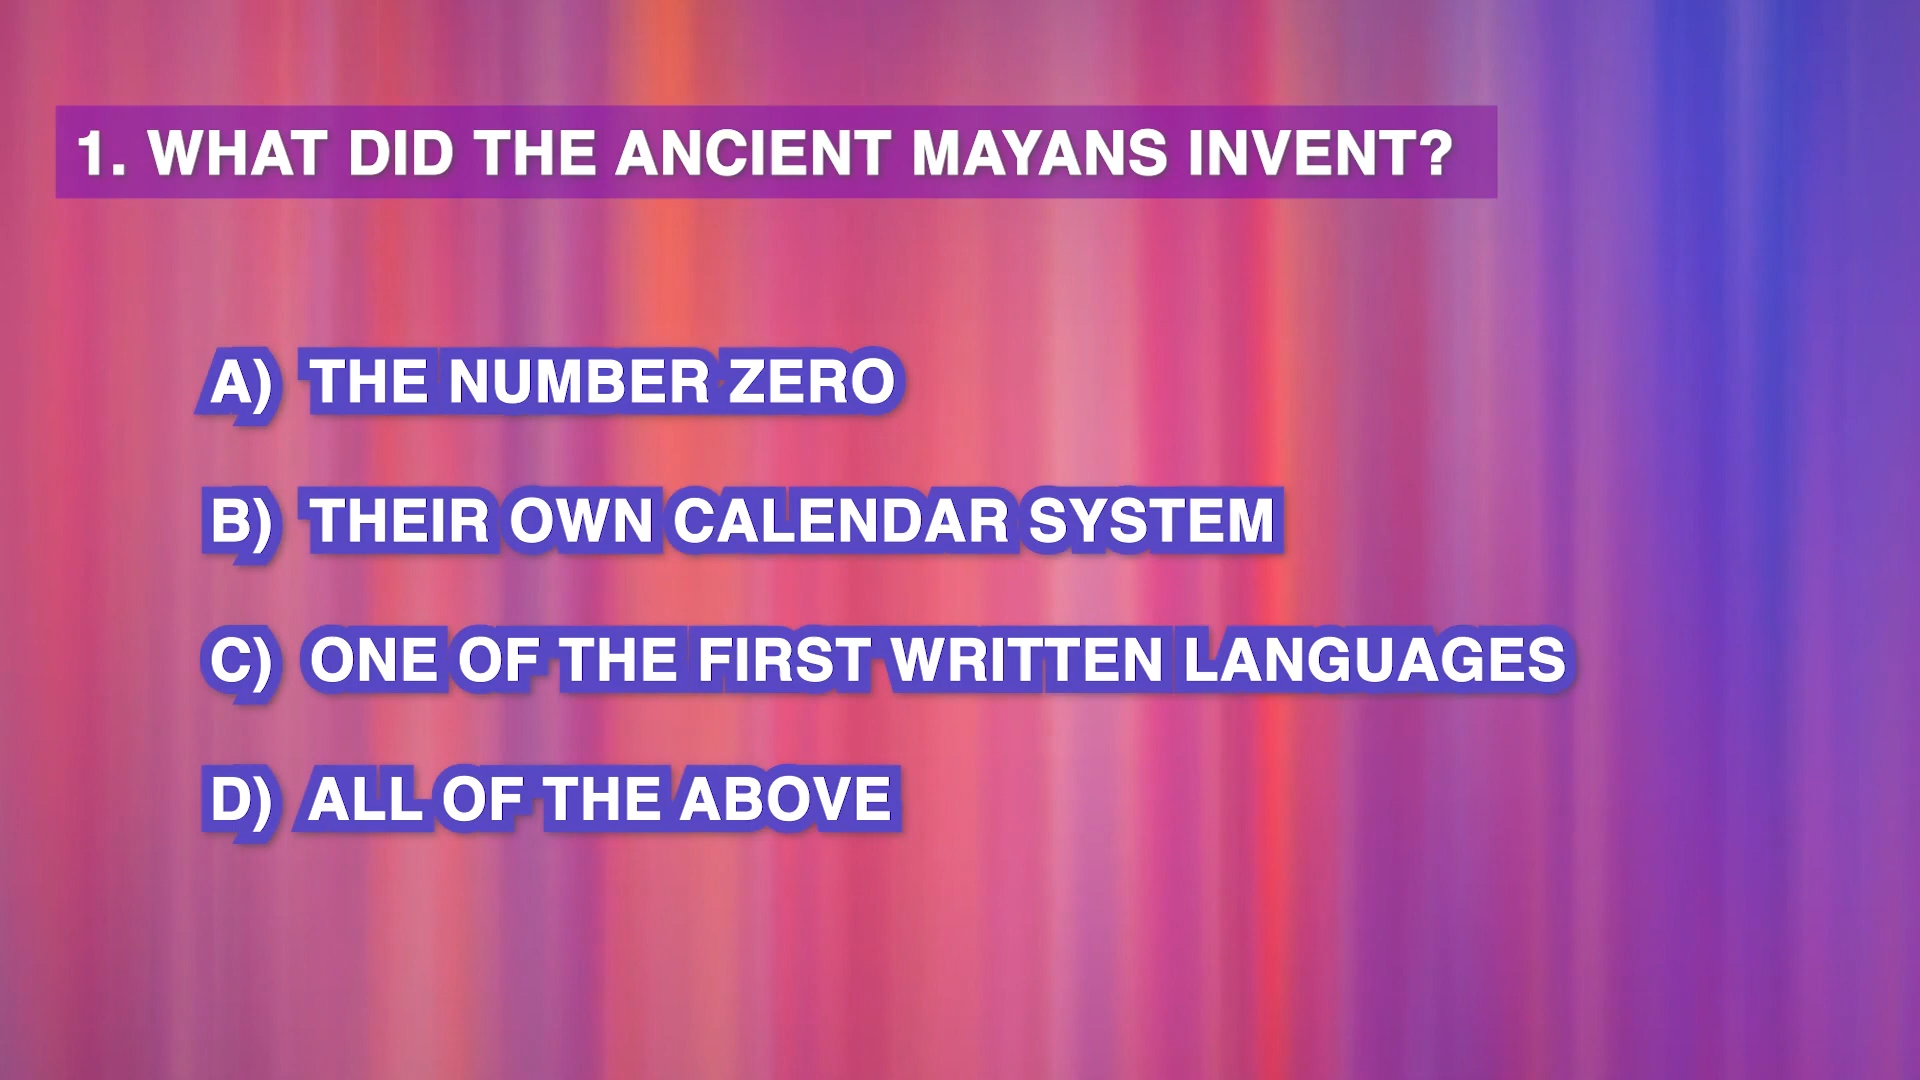 1. WHAT DID THE ANCIENT MAYANS INVENT?
A) THE NUMBER ZERO
B) THEIR OWN CALENDAR SYSTEM
C) ONE OF THE FIRST WRITTEN LANGUAGES
D) ALL OF THE ABOVE